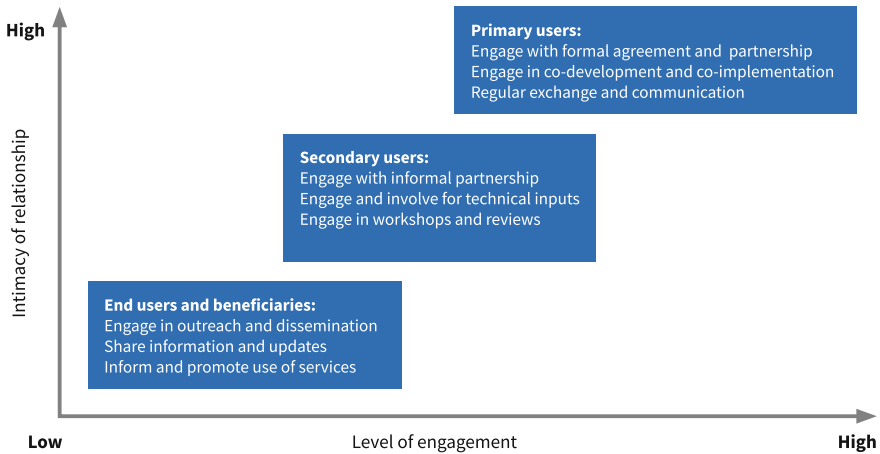 High
Primary users:
Engage with formal agreement and partnership
Engage in co-development and co-implementation
Regular exchange and communication
Secondary users:
Engage with informal partnership
Engage and involve for technical inputs
Engage in workshops and reviews
Intimacy of relationship
End users and beneficiaries:
Engage in outreach and dissemination
Share information and updates
Inform and promote use of services
Low
Level of engagement
High